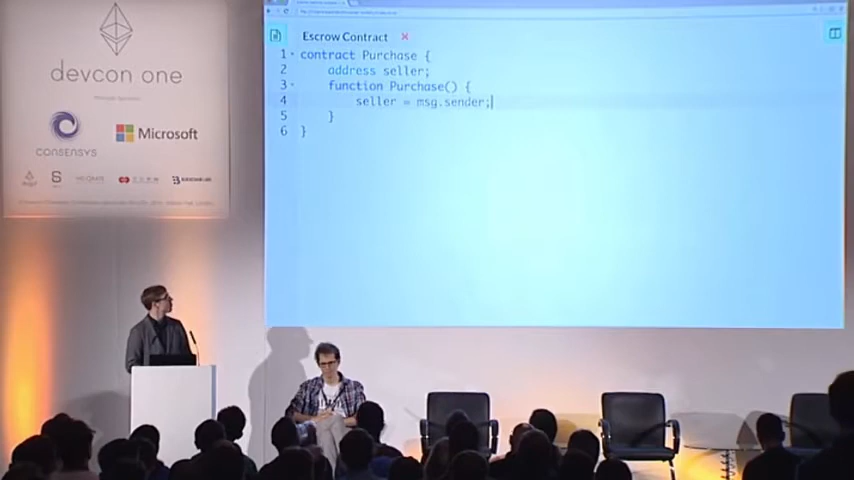 devcon one
CONSENSYS
Microsoft
Escrow Contract ×
1 contract Purchase {
2 address seller;
3 function Purchase() {
4 seller = msg.sender;
5 }
6 }